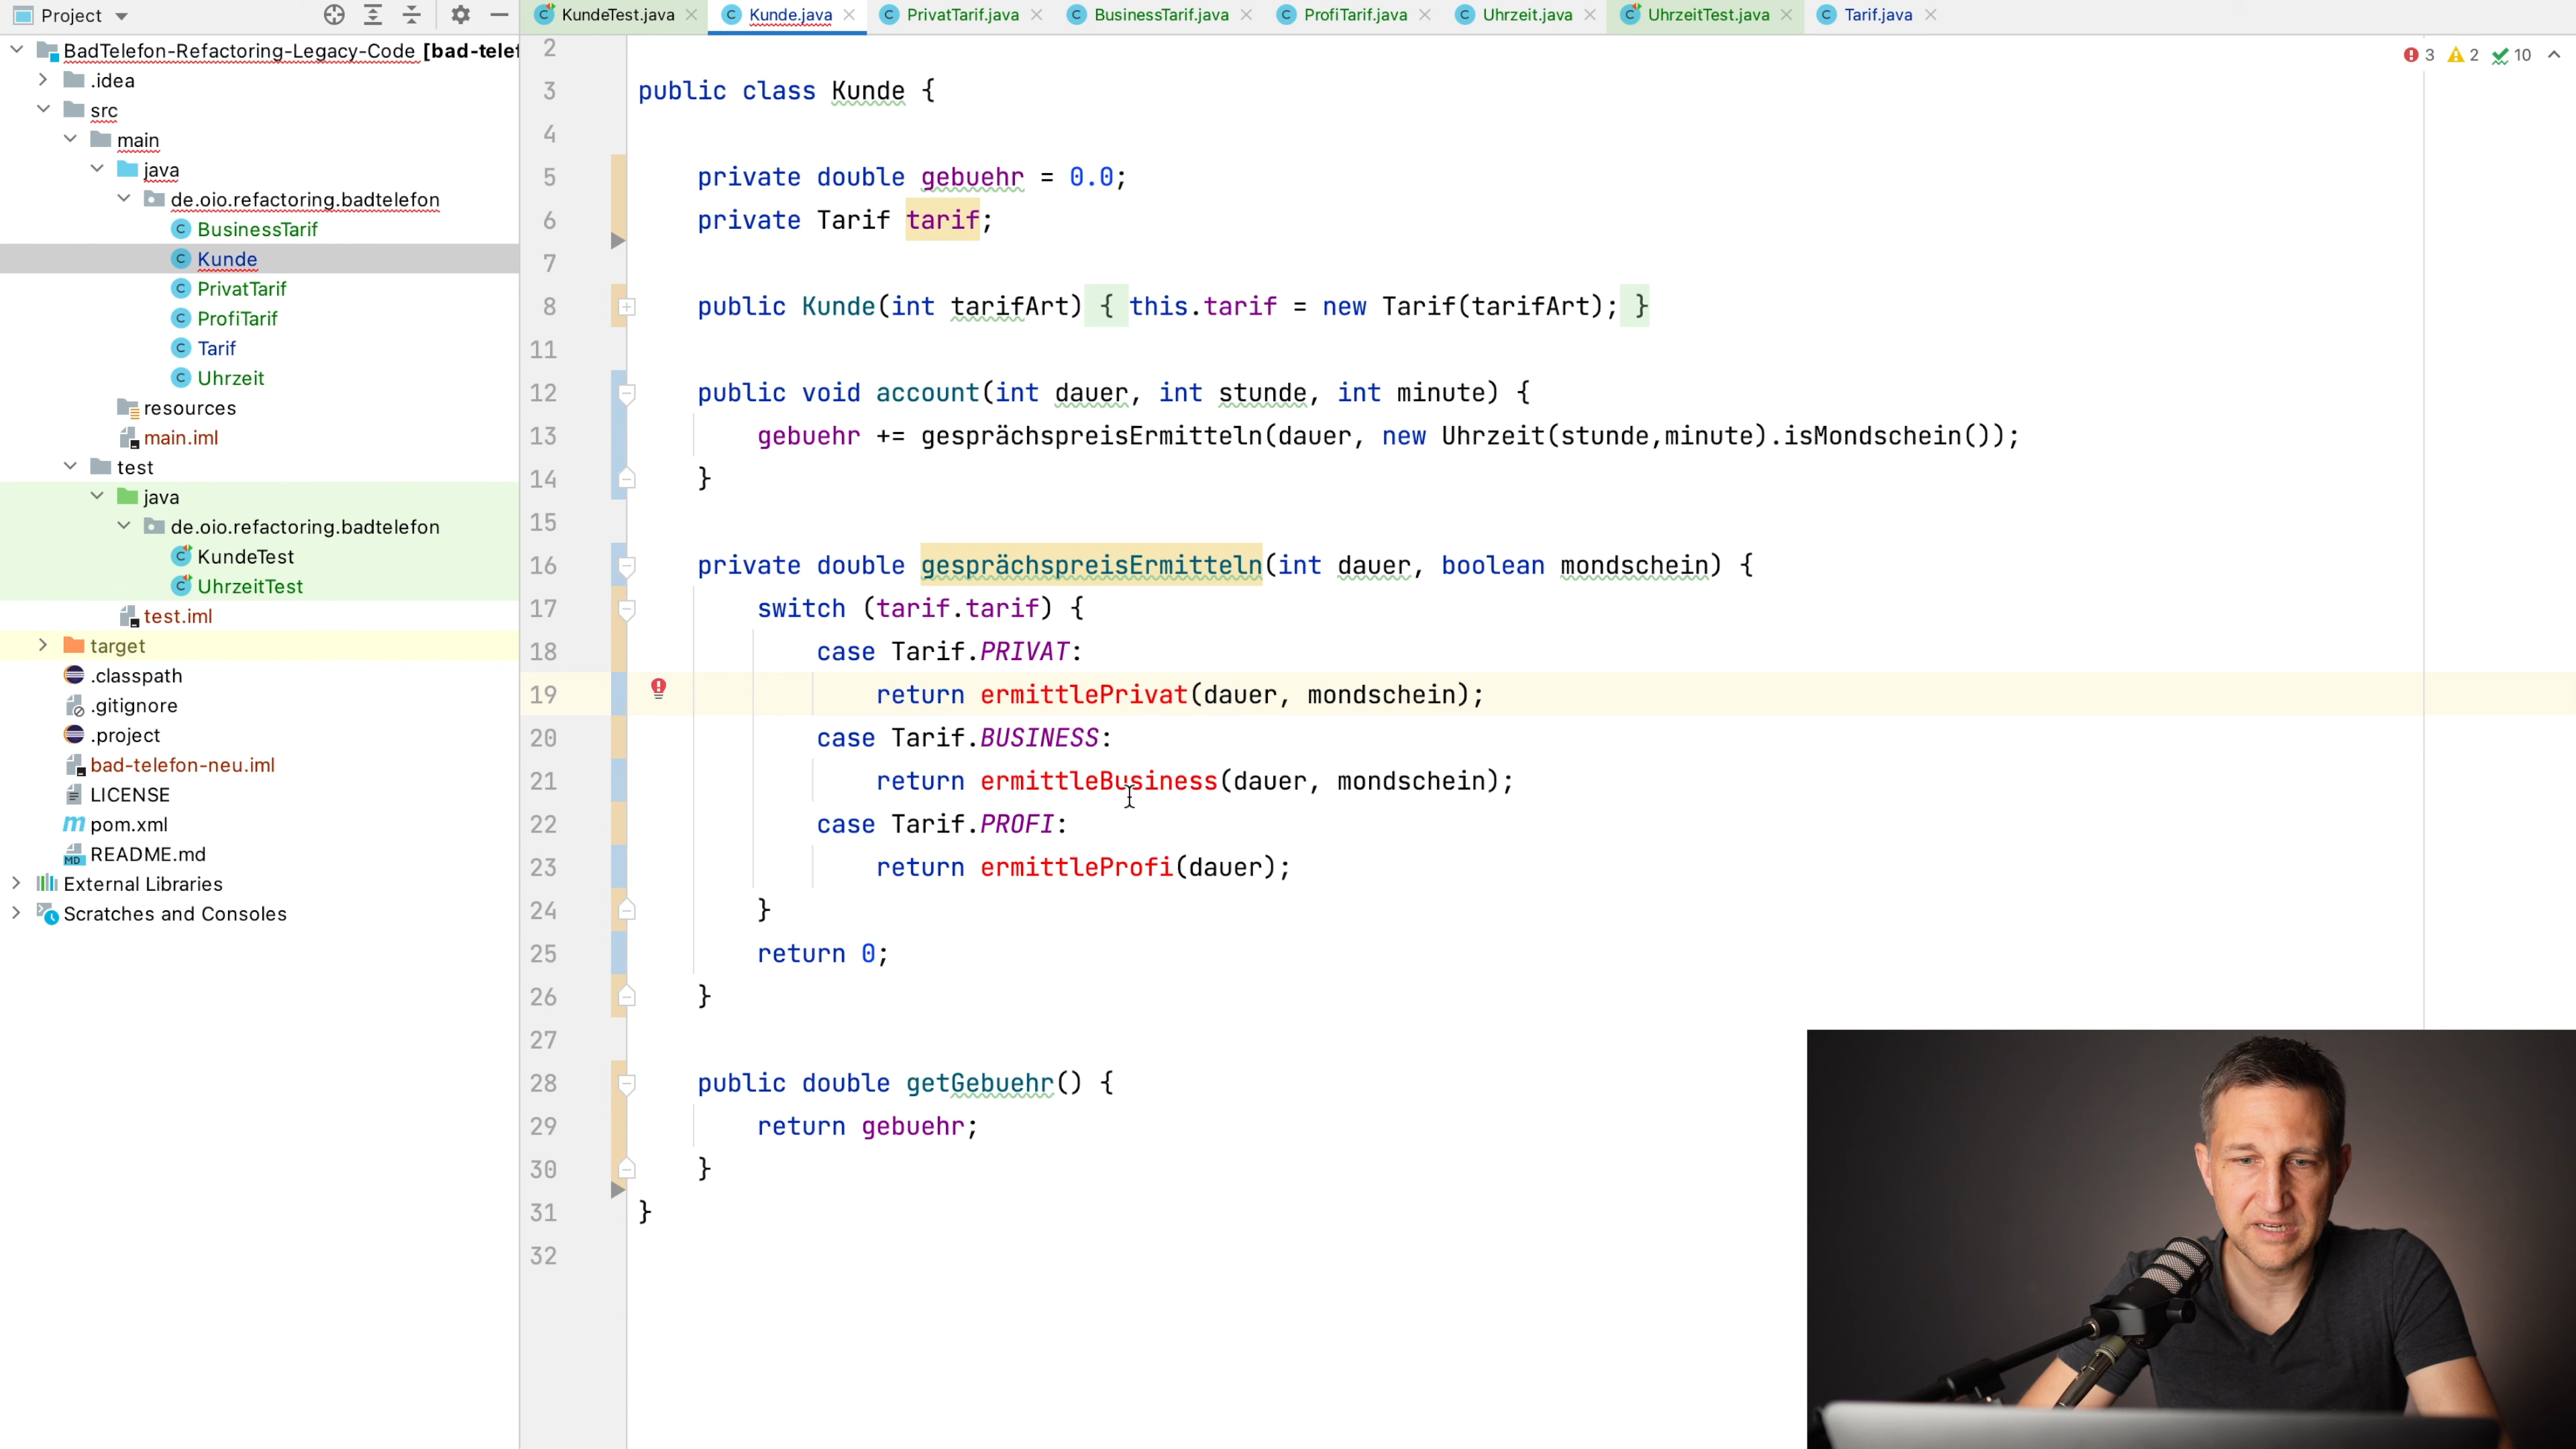 Project
KundeTest.java
Kunde.java
PrivatTarif.java
BusinessTarif.java
ProfiTarif.java
Uhrzeit.java
UhrzeitTest.java
Tarif.java
BadTelefon-Refactoring-Legacy-Code [bad-telef
.idea
src
main
java
de.oio.refactoring.badtelefon
BusinessTarif
Kunde
PrivatTarif
ProfiTarif
Tarif
Uhrzeit
resources
main.iml
test
java
de.oio.refactoring.badtelefon
KundeTest
UhrzeitTest
test.iml
target
.classpath
.gitignore
.project
bad-telefon-neu.iml
LICENSE
pom.xml
README.md
External Libraries
Scratches and Consoles
3 2 10
2
3 public class Kunde {
4
5 private double gebuehr = 0.0;
6 private Tarif tarif;
7
8 public Kunde(int tarifArt) { this.tarif = new Tarif(tarifArt); }
11
12 public void account(int dauer, int stunde, int minute) {
13 gebuehr += gesprächspreisErmitteln(dauer, new Uhrzeit(stunde,minute).isMondschein());
14 }
15
16 private double gesprächspreisErmitteln(int dauer, boolean mondschein) {
17 switch (tarif.tarif) {
18 case Tarif.PRIVAT:
19 return ermittlePrivat(dauer, mondschein);
20 case Tarif.BUSINESS:
21 return ermittleBusiness(dauer, mondschein);
22 case Tarif.PROFI:
23 return ermittleProfi(dauer);
24 }
25 return 0;
26 }
27
28 public double getGebuehr() {
29 return gebuehr;
30 }
31 }
32